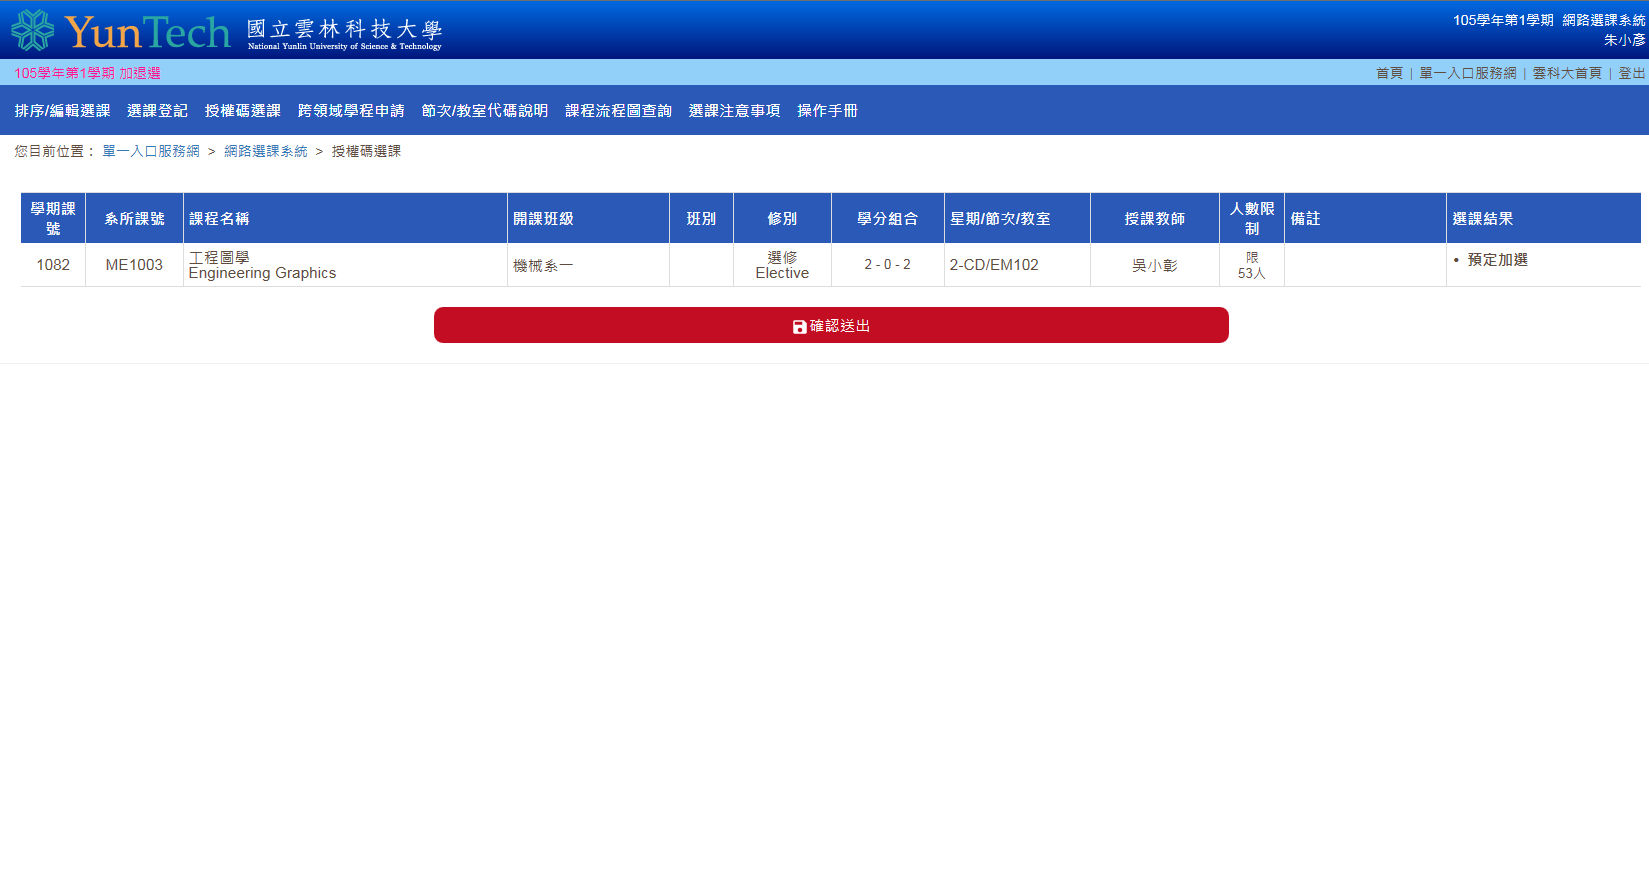 YunTech 國立雲林科技大學
National Yunlin University of Science & Technology
105學年第1學期 網路選課系統
朱小彥
105學年第1學期 加退選
首頁 | 單一入口服務網 | 雲科大首頁 | 登出
排序/編輯選課 選課登記 授權碼選課 跨領域學程申請 節次/教室代碼說明 課程流程圖查詢 選課注意事項 操作手冊
您目前位置： 單一入口服務網 > 網路選課系統 > 授權碼選課
學期課號 系所課號 課程名稱 開課班級 班別 修別 學分組合 星期/節次/教室 授課教師 人數限制 備註 選課結果
1082 ME1003 工程圖學 Engineering Graphics 機械系一 選修 Elective 2 - 0 - 2 2-CD/EM102 吳小彰 限 53人 • 預定加選
確認送出